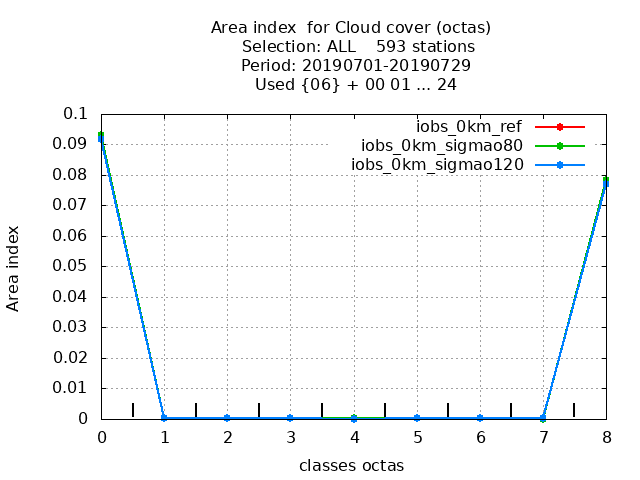 Area index  for Cloud cover (octas)
Selection: ALL    593 stations
Period: 20190701-20190729
Used {06} + 00 01 ... 24
iobs_0km_ref
iobs_0km_sigmao80
iobs_0km_sigmao120
0.1
0.09
0.08
0.07
0.06
0.05
0.04
0.03
0.02
0.01
0
Area index
0 1 2 3 4 5 6 7 8
classes octas